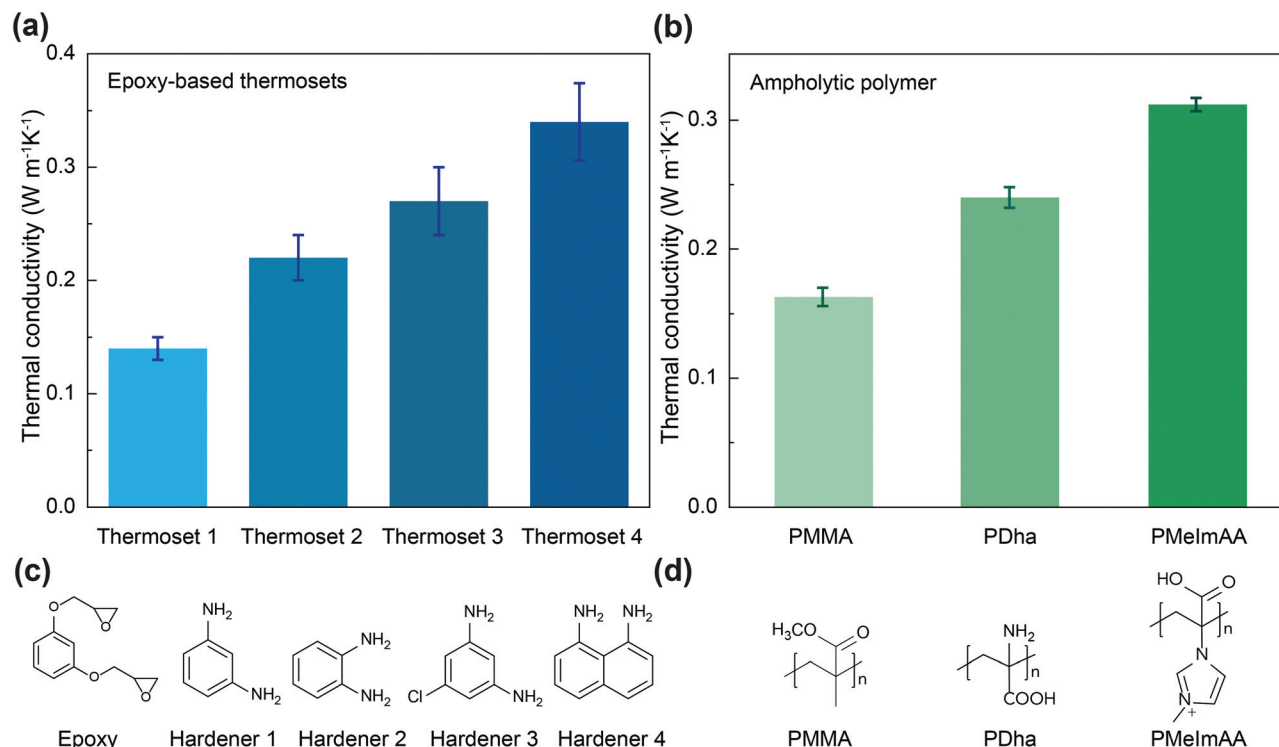 (a)
Epoxy-based thermosets
Thermal conductivity (W m⁻¹K⁻¹)
0.4
0.3
0.2
0.1
0.0
Thermoset 1 Thermoset 2 Thermoset 3 Thermoset 4
(b)
Ampholytic polymer
Thermal conductivity (W m⁻¹K⁻¹)
0.3
0.2
0.1
0.0
PMMA PDha PMeImAA
(c)
O O
O O
Epoxy
NH₂
NH₂
Hardener 1
NH₂
NH₂
Hardener 2
NH₂
Cl NH₂
Hardener 3
NH₂ NH₂
Hardener 4
(d)
H₃CO O
n
PMMA
NH₂
n
COOH
PDha
HO O
n
N
N
+
PMeImAA